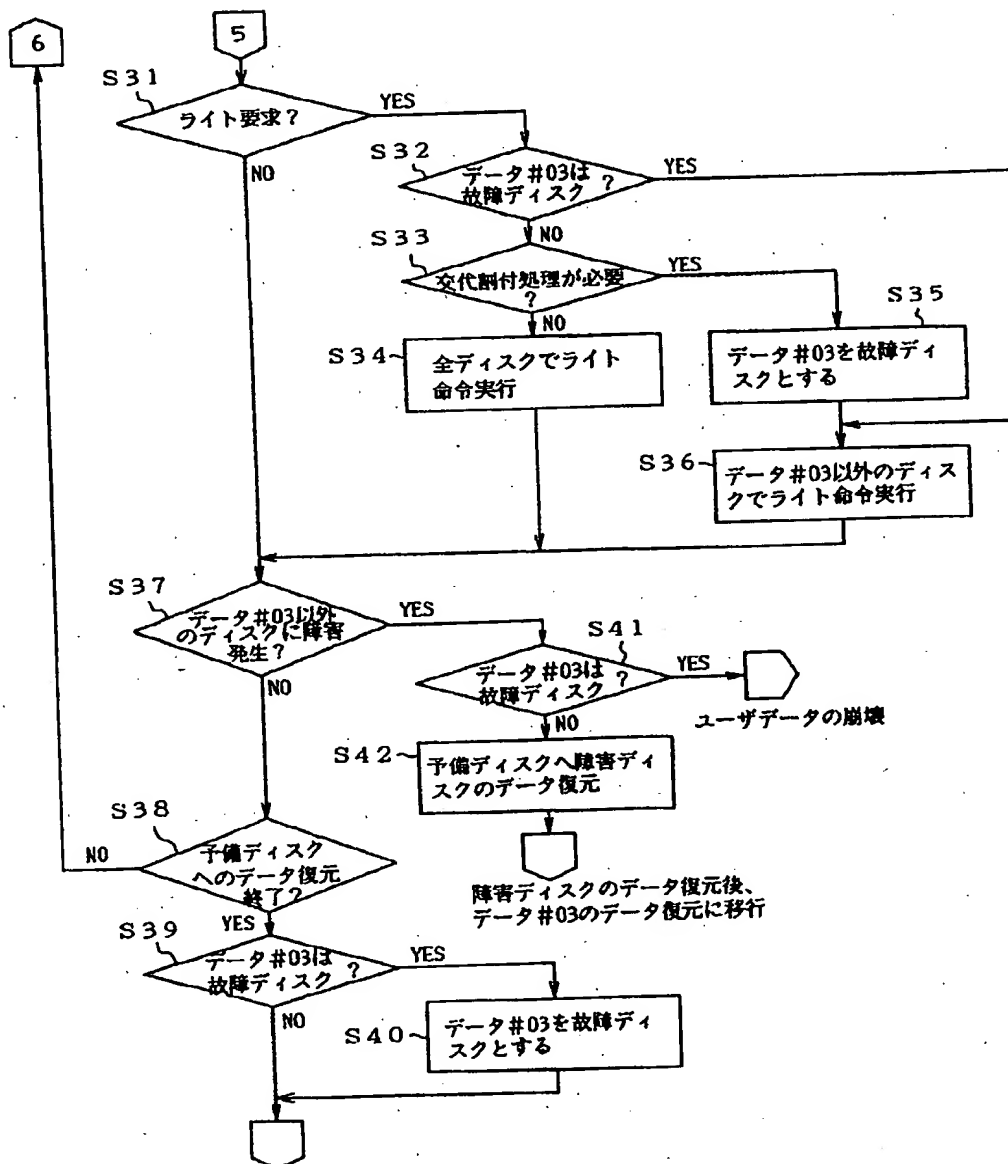 6
5
S31
ライト要求?
YES
NO
S32
データ#03は
故障ディスク
?
YES
NO
S33
交代割付処理が必要
?
YES
NO
S34
全ディスクでライト
命令実行
S35
データ#03を故障ディ
スクとする
S36
データ#03以外のディス
クでライト命令実行
S37
データ#03以外
のディスクに障害
発生?
YES
NO
S41
データ#03は
故障ディスク
?
YES
NO
ユーザデータの崩壊
S42
予備ディスクへ障害ディ
スクのデータ復元
障害ディスクのデータ復元後、
データ#03のデータ復元に移行
S38
予備ディスク
へのデータ復元
終了?
NO
YES
S39
データ#03は
故障ディスク
?
YES
NO
S40
データ#03を故障ディ
スクとする